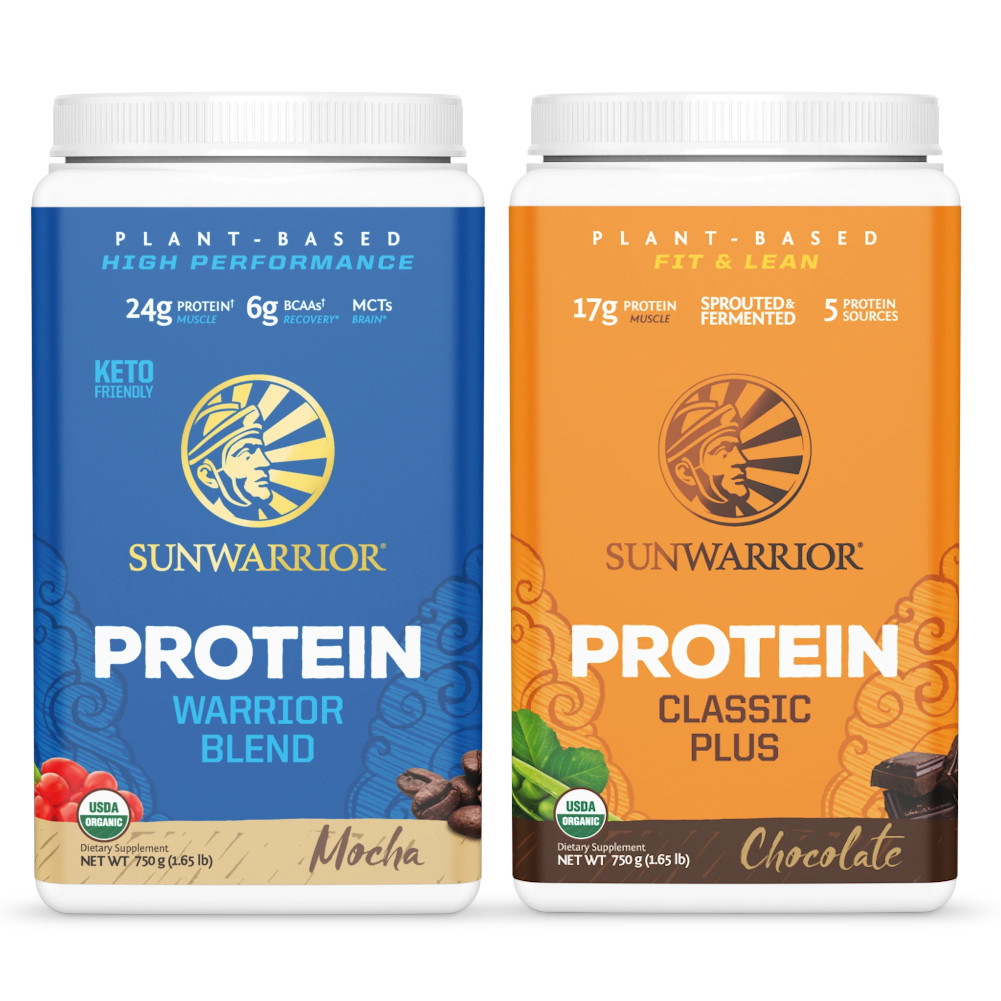 PLANT-BASED
HIGH PERFORMANCE
24g PROTEIN† MUSCLE
6g BCAAs† RECOVERY*
MCTs BRAIN*
KETO
FRIENDLY
SUNWARRIOR®
PROTEIN
WARRIOR
BLEND
USDA
ORGANIC
Dietary Supplement
NET WT 750 g (1.65 lb)
Mocha
PLANT-BASED
FIT & LEAN
17g PROTEIN MUSCLE
SPROUTED &
FERMENTED
5 PROTEIN SOURCES
SUNWARRIOR®
PROTEIN
CLASSIC
PLUS
USDA
ORGANIC
Dietary Supplement
NET WT 750 g (1.65 lb)
Chocolate